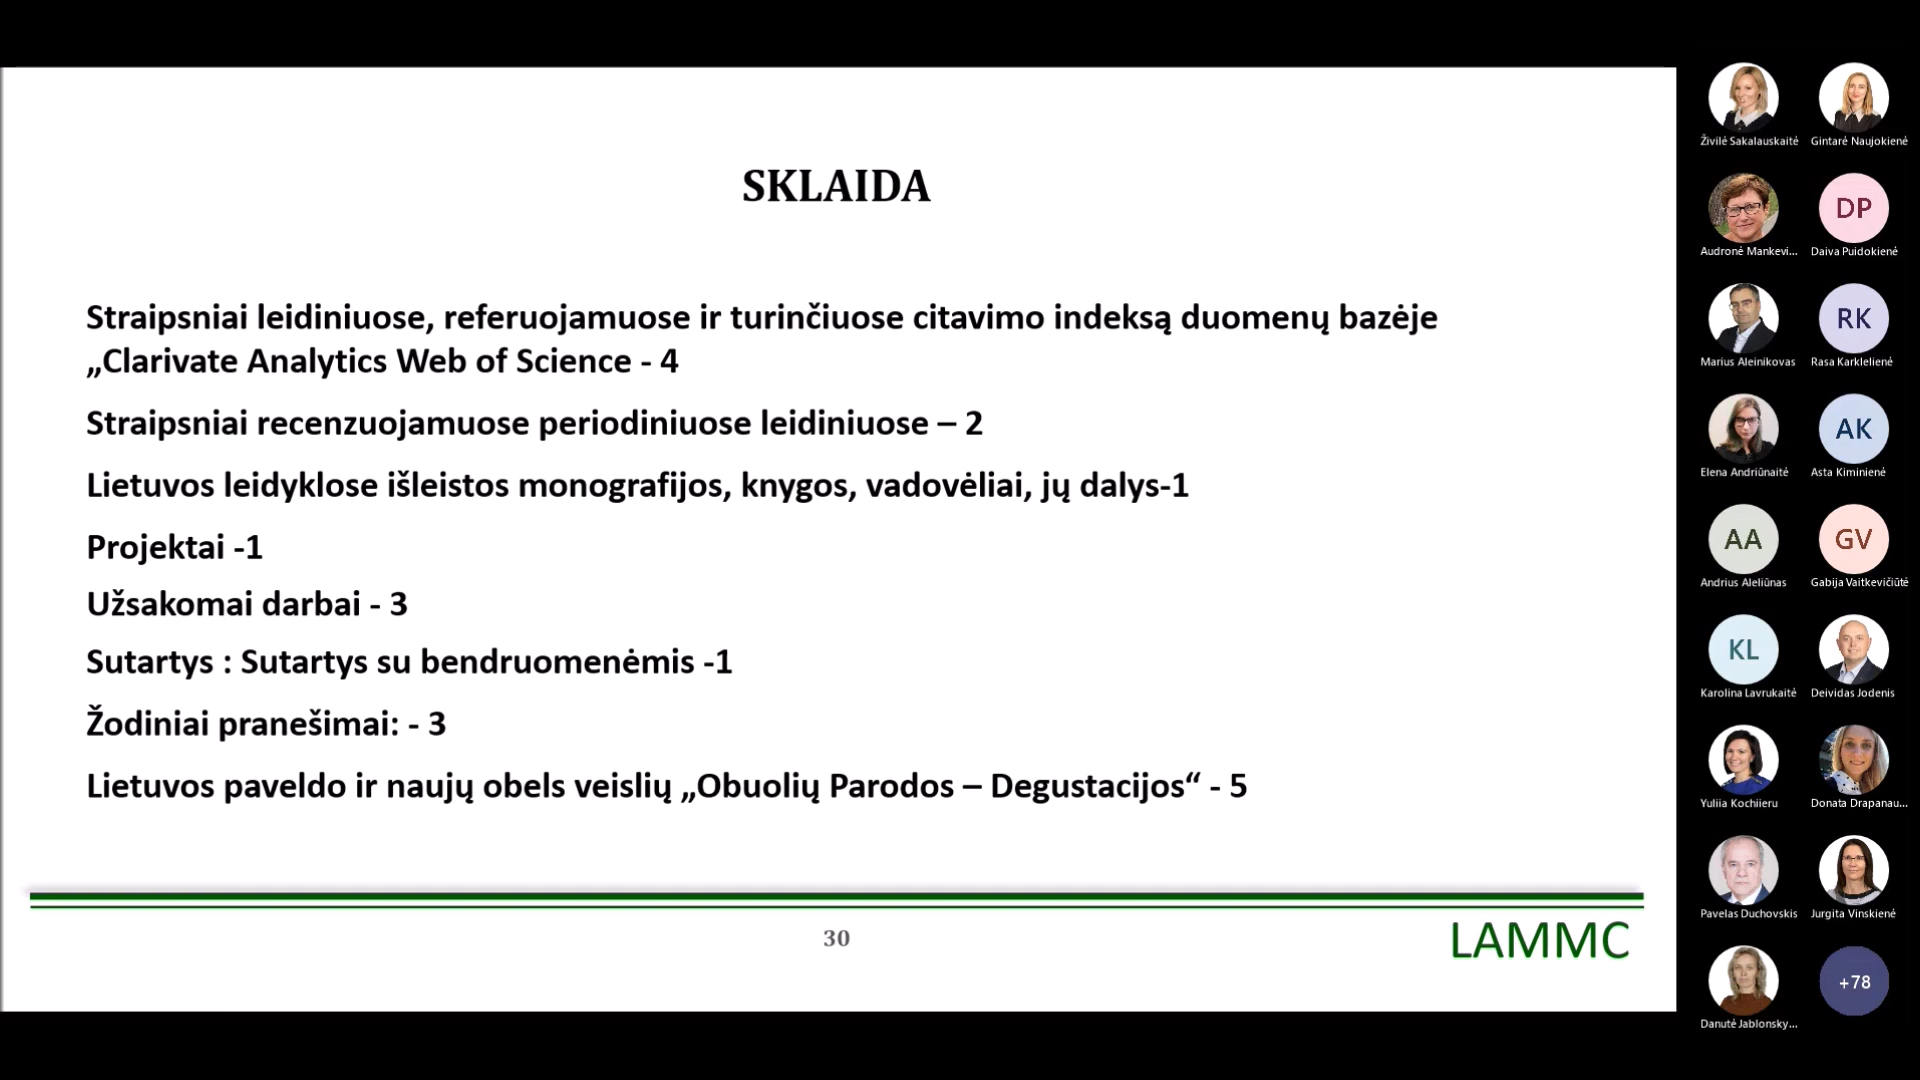 SKLAIDA
Straipsniai leidiniuose, referuojamuose ir turinčiuose citavimo indeksą duomenų bazėje
„Clarivate Analytics Web of Science - 4
Straipsniai recenzuojamuose periodiniuose leidiniuose – 2
Lietuvos leidyklose išleistos monografijos, knygos, vadovėliai, jų dalys-1
Projektai -1
Užsakomai darbai - 3
Sutartys : Sutartys su bendruomenėmis -1
Žodiniai pranešimai: - 3
Lietuvos paveldo ir naujų obels veislių „Obuolių Parodos – Degustacijos“ - 5
30
LAMMC
Živilė Sakalauskaitė
Gintarė Naujokienė
DP
Audronė Mankevi...
Daiva Puidokienė
RK
Marius Aleinikovas
Rasa Karklelienė
AK
Elena Andriūnaitė
Asta Kiminienė
AA
GV
Andrius Aleliūnas
Gabija Vaitkevičiūtė
KL
Karolina Lavrukaitė
Deividas Jodenis
Yuliia Kochiieru
Donata Drapanau...
Pavelas Duchovskis
Jurgita Vinskienė
+78
Danutė Jablonsky...